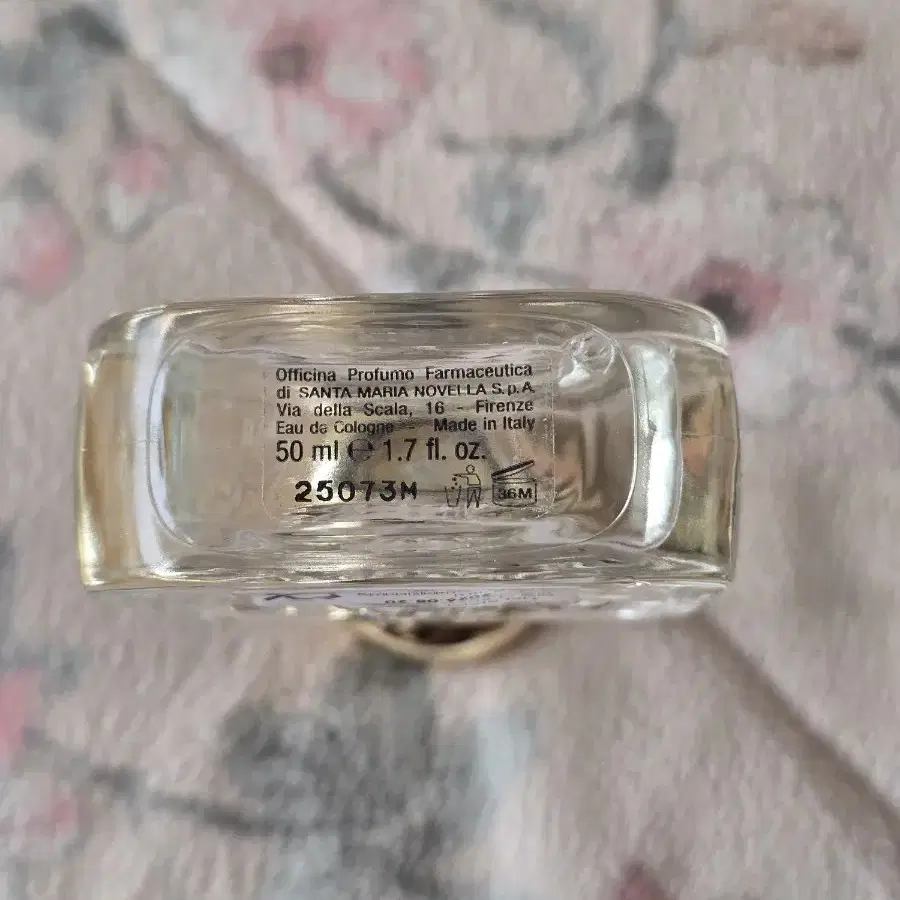 Officina Profumo Farmaceutica
di SANTA MARIA NOVELLA S.p.A.
Via della Scala, 16 - Firenze
Eau de Cologne - Made in Italy
50 ml ℮ 1.7 fl. oz.
25073M
36M